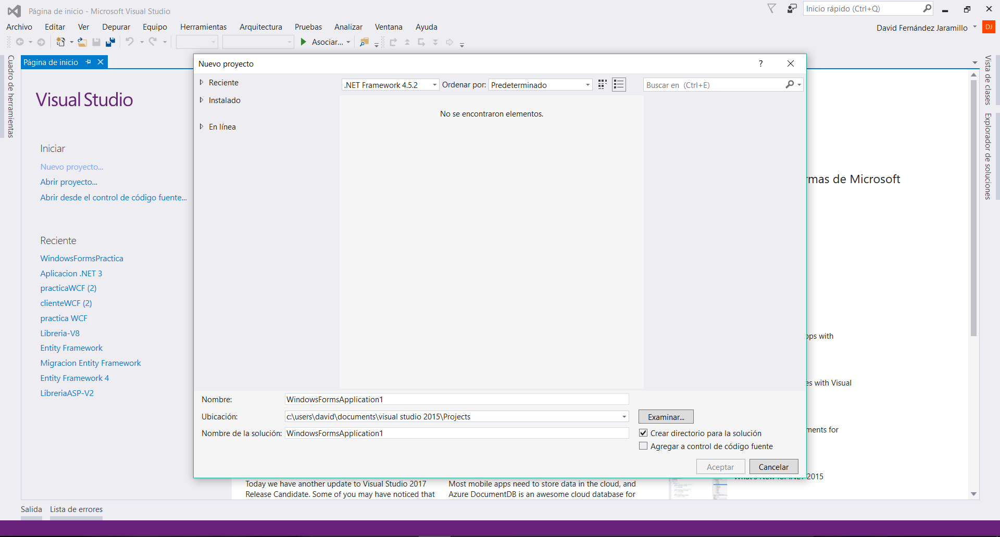 Página de inicio - Microsoft Visual Studio
Inicio rápido (Ctrl+Q)
Archivo Editar Ver Depurar Equipo Herramientas Arquitectura Pruebas Analizar Ventana Ayuda
David Fernández Jaramillo DJ
Asociar...
Cuadro de herramientas
Página de inicio
Visual Studio
Iniciar
Nuevo proyecto...
Abrir proyecto...
Abrir desde el control de código fuente...
Reciente
WindowsFormsPractica
Aplicacion .NET 3
practicaWCF (2)
clienteWCF (2)
practica WCF
Libreria-V8
Entity Framework
Migracion Entity Framework
Entity Framework 4
LibreriaASP-V2
Nuevo proyecto
?
Reciente
Instalado
En línea
.NET Framework 4.5.2 Ordenar por: Predeterminado
Buscar en (Ctrl+E)
No se encontraron elementos.
Nombre: WindowsFormsApplication1
Ubicación: c:\users\david\documents\visual studio 2015\Projects Examinar...
Nombre de la solución: WindowsFormsApplication1
Crear directorio para la solución
Agregar a control de código fuente
Aceptar Cancelar
rmas de Microsoft
ops with
es with Visual
ments for
2015
Today we have another update to Visual Studio 2017
Release Candidate. Some of you may have noticed that
Most mobile apps need to store data in the cloud, and
Azure DocumentDB is an awesome cloud database for
Vista de clases
Explorador de soluciones
Salida Lista de errores